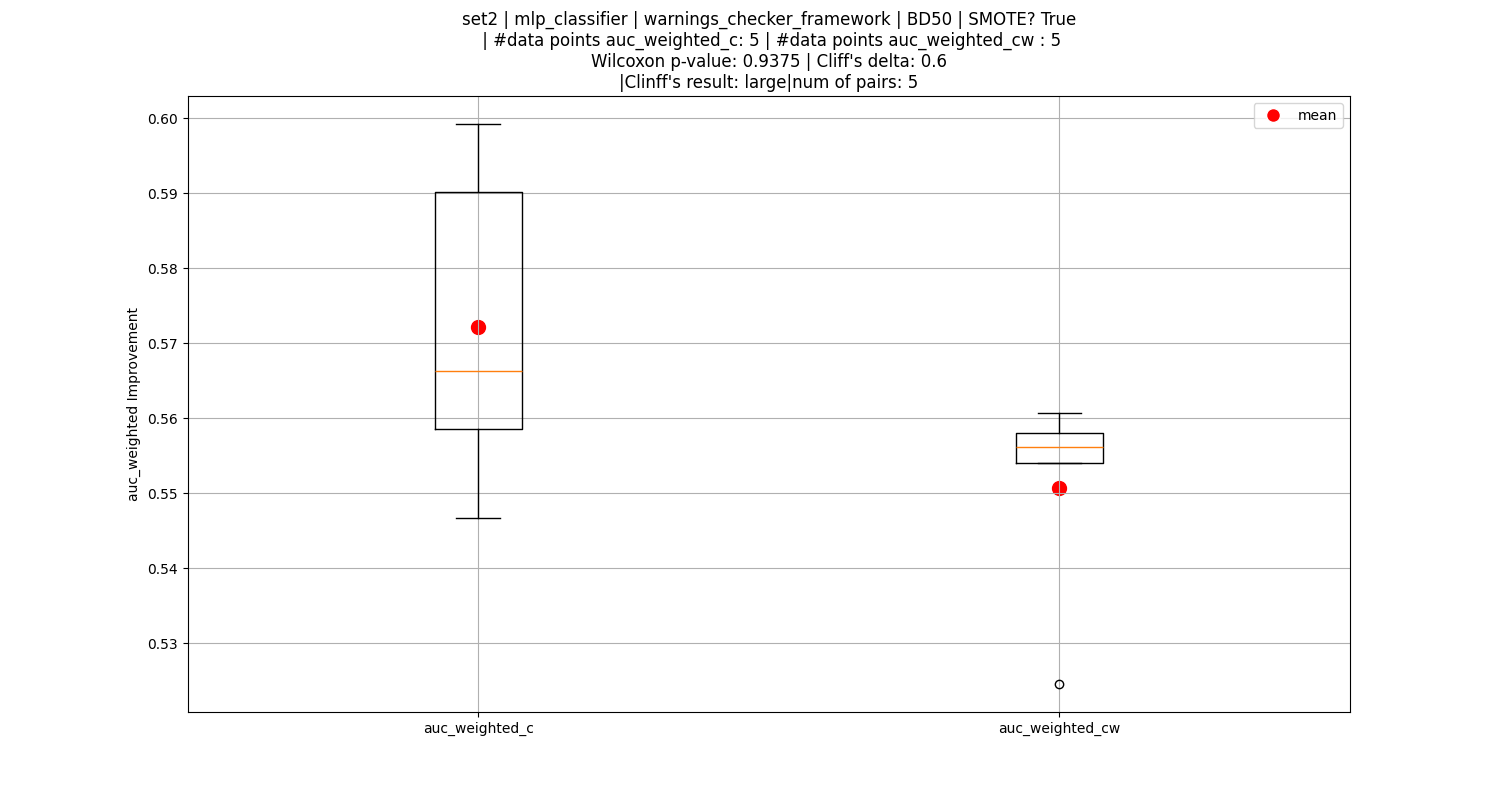 set2 | mlp_classifier | warnings_checker_framework | BD50 | SMOTE? True
| #data points auc_weighted_c: 5 | #data points auc_weighted_cw : 5
Wilcoxon p-value: 0.9375 | Cliff's delta: 0.6
|Clinff's result: large|num of pairs: 5
mean
0.60
0.59
0.58
0.57
0.56
0.55
0.54
0.53
auc_weighted Improvement
auc_weighted_c
auc_weighted_cw